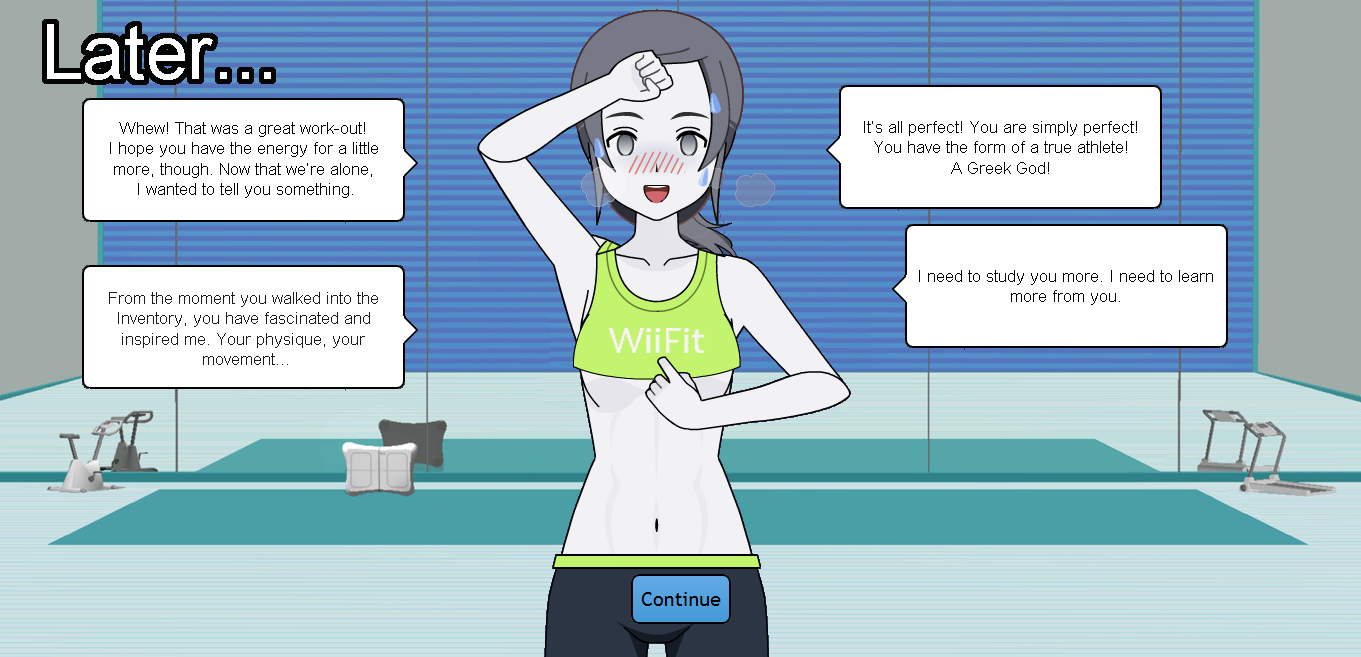 Later...
Whew! That was a great work-out!
I hope you have the energy for a little
more, though. Now that we're alone,
I wanted to tell you something.
From the moment you walked into the
Inventory, you have fascinated and
inspired me. Your physique, your
movement...
It's all perfect! You are simply perfect!
You have the form of a true athlete!
A Greek God!
I need to study you more. I need to learn
more from you.
WiiFit
Continue